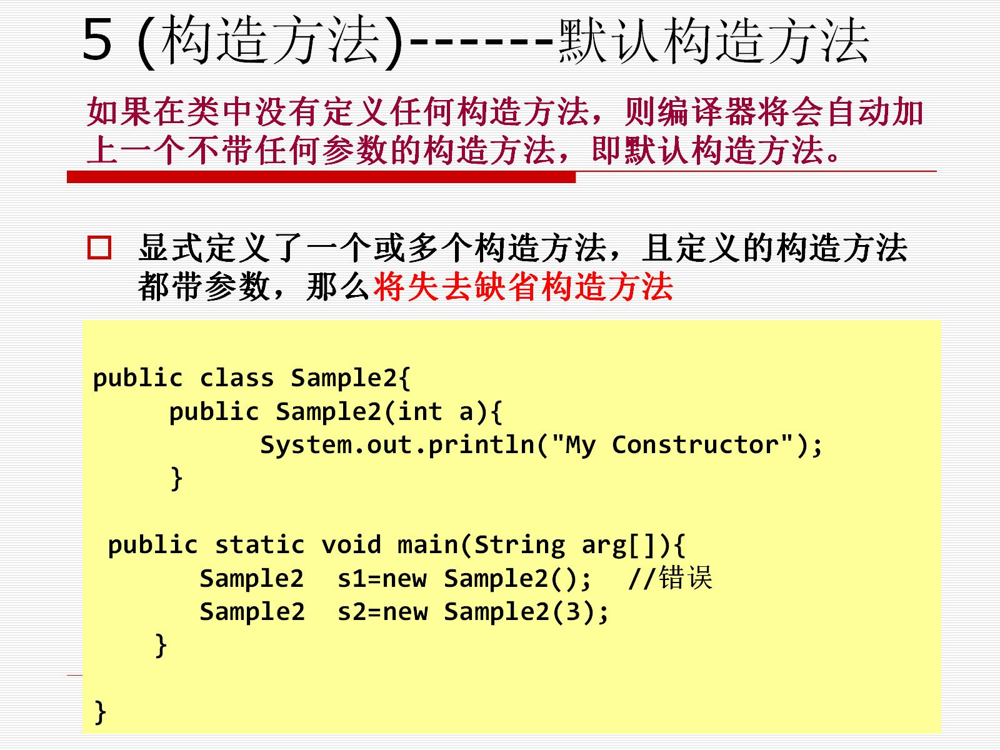 5 (构造方法)------默认构造方法
如果在类中没有定义任何构造方法，则编译器将会自动加
上一个不带任何参数的构造方法，即默认构造方法。
显式定义了一个或多个构造方法，且定义的构造方法
都带参数，那么将失去缺省构造方法
public class Sample2{
public Sample2(int a){
System.out.println("My Constructor");
}
public static void main(String arg[]){
Sample2 s1=new Sample2(); //错误
Sample2 s2=new Sample2(3);
}
}